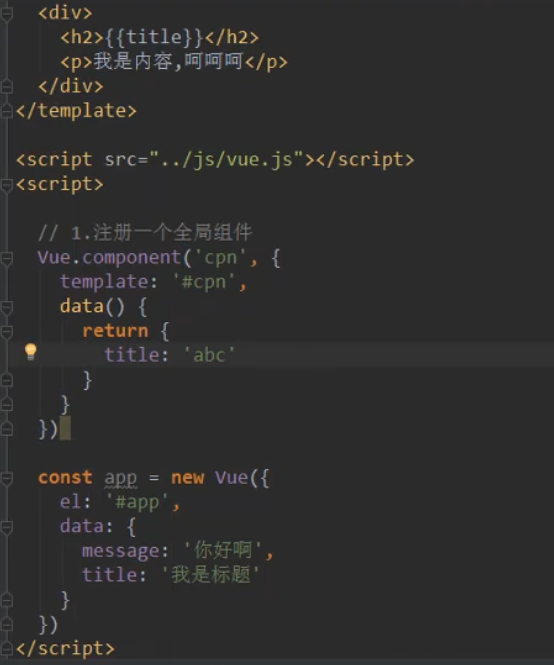 <div>
<h2>{{title}}</h2>
<p>我是内容,呵呵呵</p>
</div>
</template>
<script src="../js/vue.js"></script>
<script>
// 1.注册一个全局组件
Vue.component('cpn', {
template: '#cpn',
data() {
return {
title: 'abc'
}
}
})
const app = new Vue({
el: '#app',
data: {
message: '你好啊',
title: '我是标题'
}
})
</script>